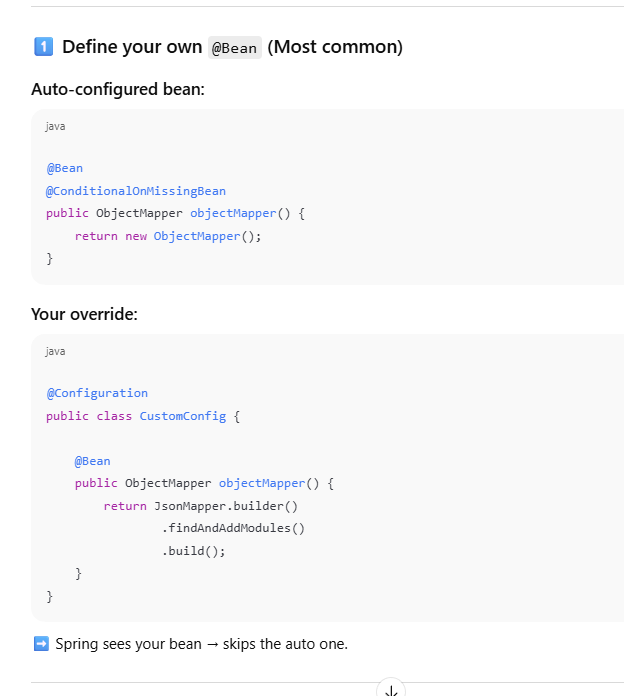 1 Define your own @Bean (Most common)
Auto-configured bean:
java
@Bean
@ConditionalOnMissingBean
public ObjectMapper objectMapper() {
    return new ObjectMapper();
}
Your override:
java
@Configuration
public class CustomConfig {
    @Bean
    public ObjectMapper objectMapper() {
        return JsonMapper.builder()
                .findAndAddModules()
                .build();
    }
}
➡ Spring sees your bean → skips the auto one.